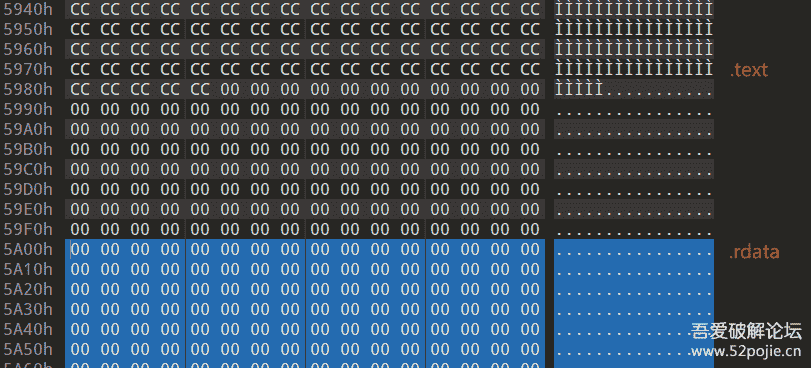 5940h CC CC CC CC CC CC CC CC CC CC CC CC CC CC CC CC ÌÌÌÌÌÌÌÌÌÌÌÌÌÌÌÌ
5950h CC CC CC CC CC CC CC CC CC CC CC CC CC CC CC CC ÌÌÌÌÌÌÌÌÌÌÌÌÌÌÌÌ
5960h CC CC CC CC CC CC CC CC CC CC CC CC CC CC CC CC ÌÌÌÌÌÌÌÌÌÌÌÌÌÌÌÌ
5970h CC CC CC CC CC CC CC CC CC CC CC CC CC CC CC CC ÌÌÌÌÌÌÌÌÌÌÌÌÌÌÌÌ .text
5980h CC CC CC CC CC 00 00 00 00 00 00 00 00 00 00 00 ÌÌÌÌÌ...........
5990h 00 00 00 00 00 00 00 00 00 00 00 00 00 00 00 00 ................
59A0h 00 00 00 00 00 00 00 00 00 00 00 00 00 00 00 00 ................
59B0h 00 00 00 00 00 00 00 00 00 00 00 00 00 00 00 00 ................
59C0h 00 00 00 00 00 00 00 00 00 00 00 00 00 00 00 00 ................
59D0h 00 00 00 00 00 00 00 00 00 00 00 00 00 00 00 00 ................
59E0h 00 00 00 00 00 00 00 00 00 00 00 00 00 00 00 00 ................
59F0h 00 00 00 00 00 00 00 00 00 00 00 00 00 00 00 00 ................
5A00h 00 00 00 00 00 00 00 00 00 00 00 00 00 00 00 00 ................ .rdata
5A10h 00 00 00 00 00 00 00 00 00 00 00 00 00 00 00 00 ................
5A20h 00 00 00 00 00 00 00 00 00 00 00 00 00 00 00 00 ................
5A30h 00 00 00 00 00 00 00 00 00 00 00 00 00 00 00 00 ................
5A40h 00 00 00 00 00 00 00 00 00 00 00 00 00 00 00 00 ................
5A50h 00 00 00 00 00 00 00 00 00 00 00 00 00 00 00 00 ................
吾爱破解论坛
www.52pojie.cn